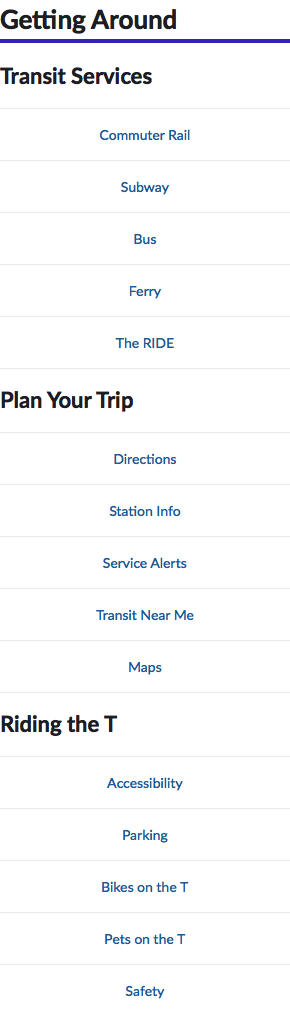 Getting Around
Transit Services
Commuter Rail
Subway
Bus
Ferry
The RIDE
Plan Your Trip
Directions
Station Info
Service Alerts
Transit Near Me
Maps
Riding the T
Accessibility
Parking
Bikes on the T
Pets on the T
Safety